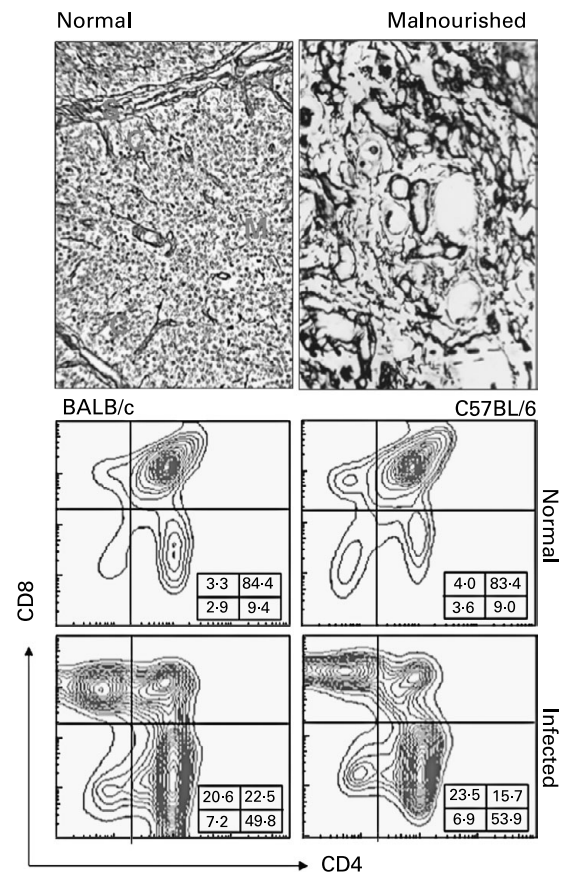 Normal Malnourished
C
M
C
BALB/c C57BL/6
Normal
3·3 84·4
2·9 9·4
4·0 83·4
3·6 9·0
CD8
Infected
20·6 22·5
7·2 49·8
23·5 15·7
6·9 53·9
CD4